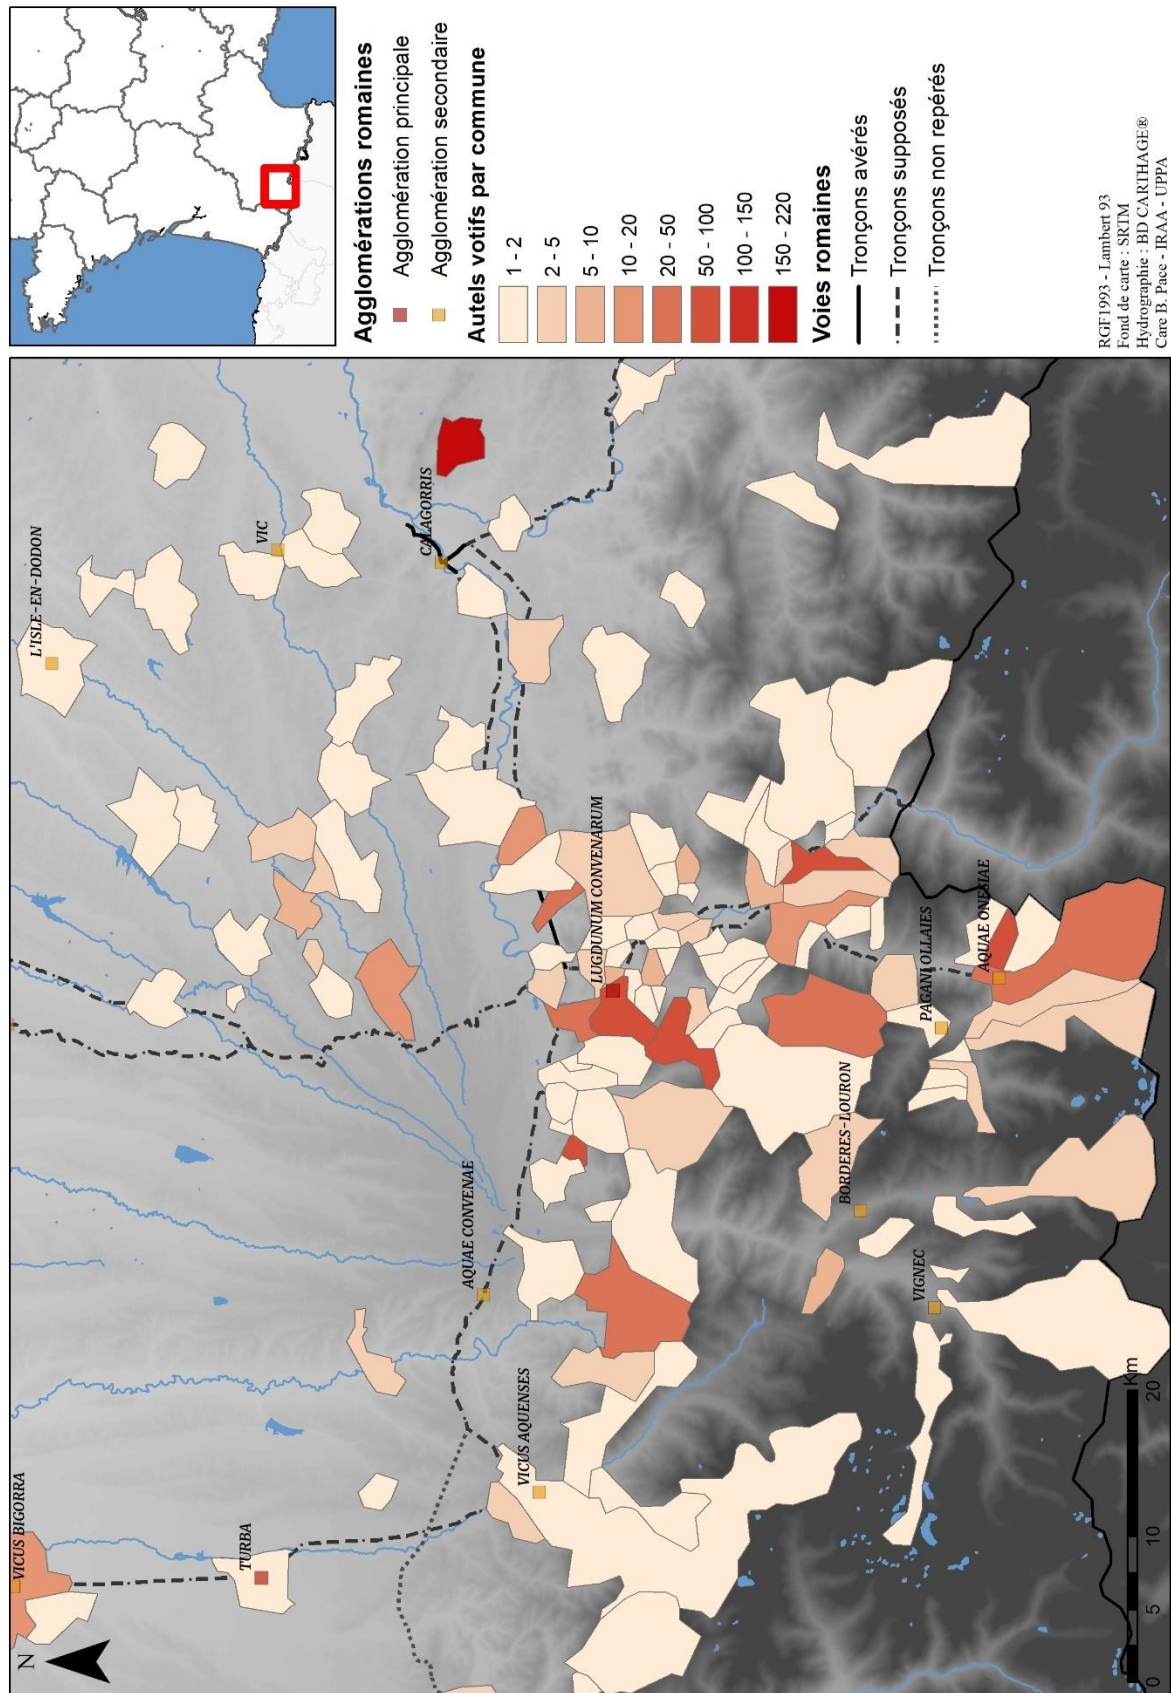 N
VICUS BIGORRA
TURBA
L'ISLE-EN-DODON
VIC
CALAGORRIS
AQUAE CONVENAE
VICUS AQUENSES
LUGDUNUM CONVENARUM
BORDERES-LOURON
VIGNEC
PAGANI OLLAIES
AQUAE ONESIAE
0 5 10 20
Km
Agglomérations romaines
Agglomération principale
Agglomération secondaire
Autels votifs par commune
1 - 2
2 - 5
5 - 10
10 - 20
20 - 50
50 - 100
100 - 150
150 - 220
Voies romaines
Tronçons avérés
Tronçons supposés
Tronçons non repérés
RGF1993 - Lambert 93
Fond de carte : SRTM
Hydrographie : BD CARTHAGE®
Care B. Pace - IRAA - UPPA